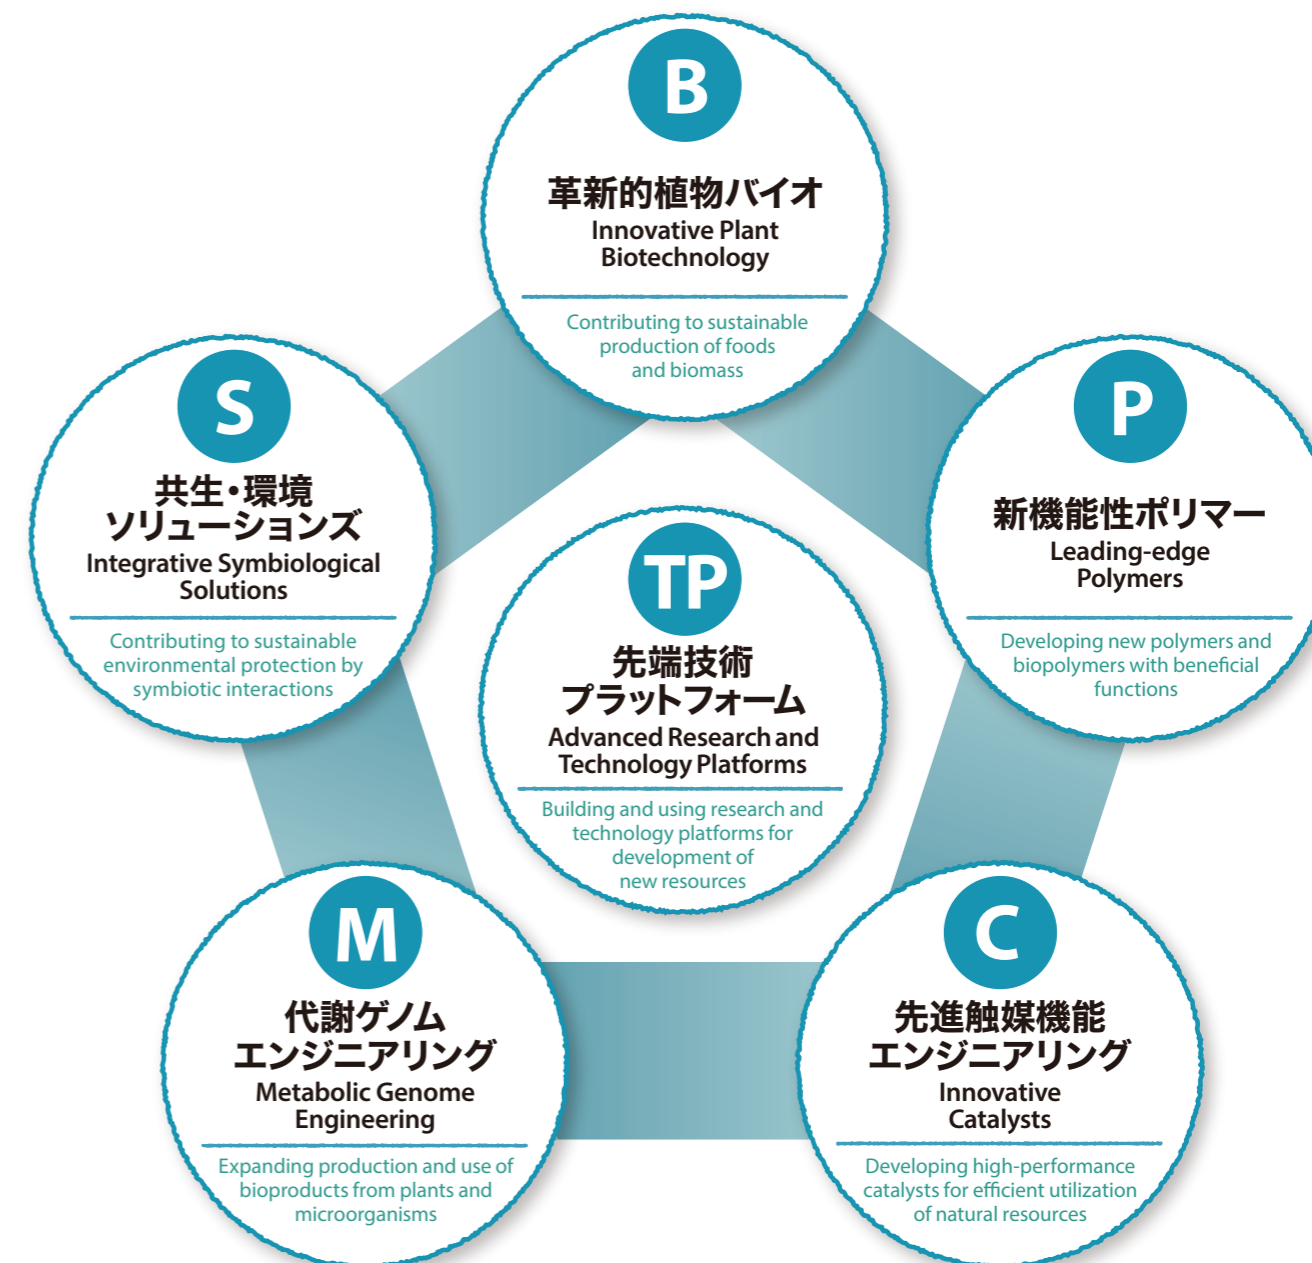 B
革新的植物バイオ
Innovative Plant
Biotechnology
Contributing to sustainable
production of foods
and biomass
S
共生・環境
ソリューションズ
Integrative Symbiological
Solutions
Contributing to sustainable
environmental protection by
symbiotic interactions
P
新機能性ポリマー
Leading-edge
Polymers
Developing new polymers and
biopolymers with beneficial
functions
TP
先端技術
プラットフォーム
Advanced Research and
Technology Platforms
Building and using research and
technology platforms for
development of
new resources
M
代謝ゲノム
エンジニアリング
Metabolic Genome
Engineering
Expanding production and use of
bioproducts from plants and
microorganisms
C
先進触媒機能
エンジニアリング
Innovative
Catalysts
Developing high-performance
catalysts for efficient utilization
of natural resources